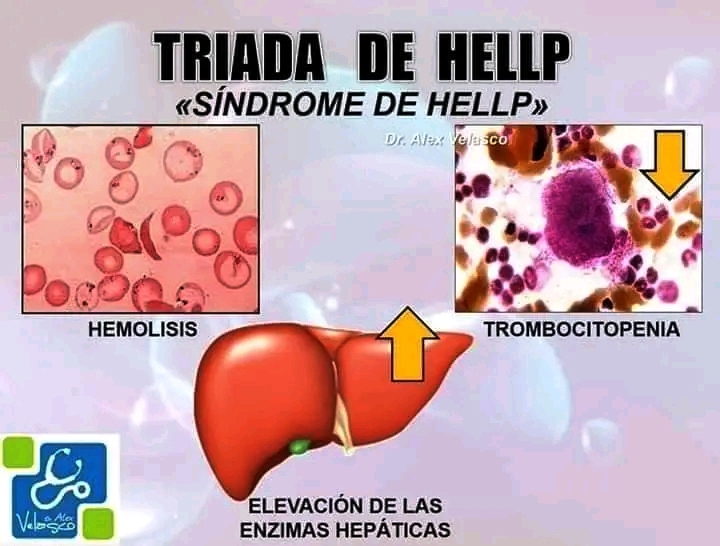 TRIADA DE HELLP
«SÍNDROME DE HELLP»
Dr. Alex Velasco
HEMOLISIS
TROMBOCITOPENIA
ELEVACIÓN DE LAS
ENZIMAS HEPÁTICAS
Dr. Alex
Velasco